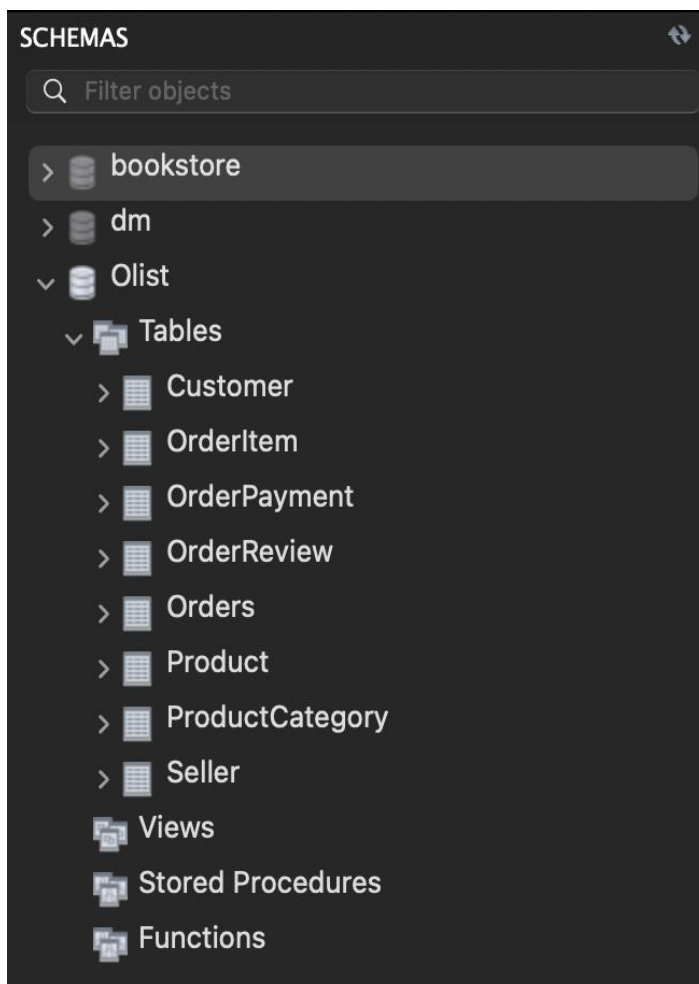 SCHEMAS
Filter objects
bookstore
dm
Olist
Tables
Customer
OrderItem
OrderPayment
OrderReview
Orders
Product
ProductCategory
Seller
Views
Stored Procedures
Functions